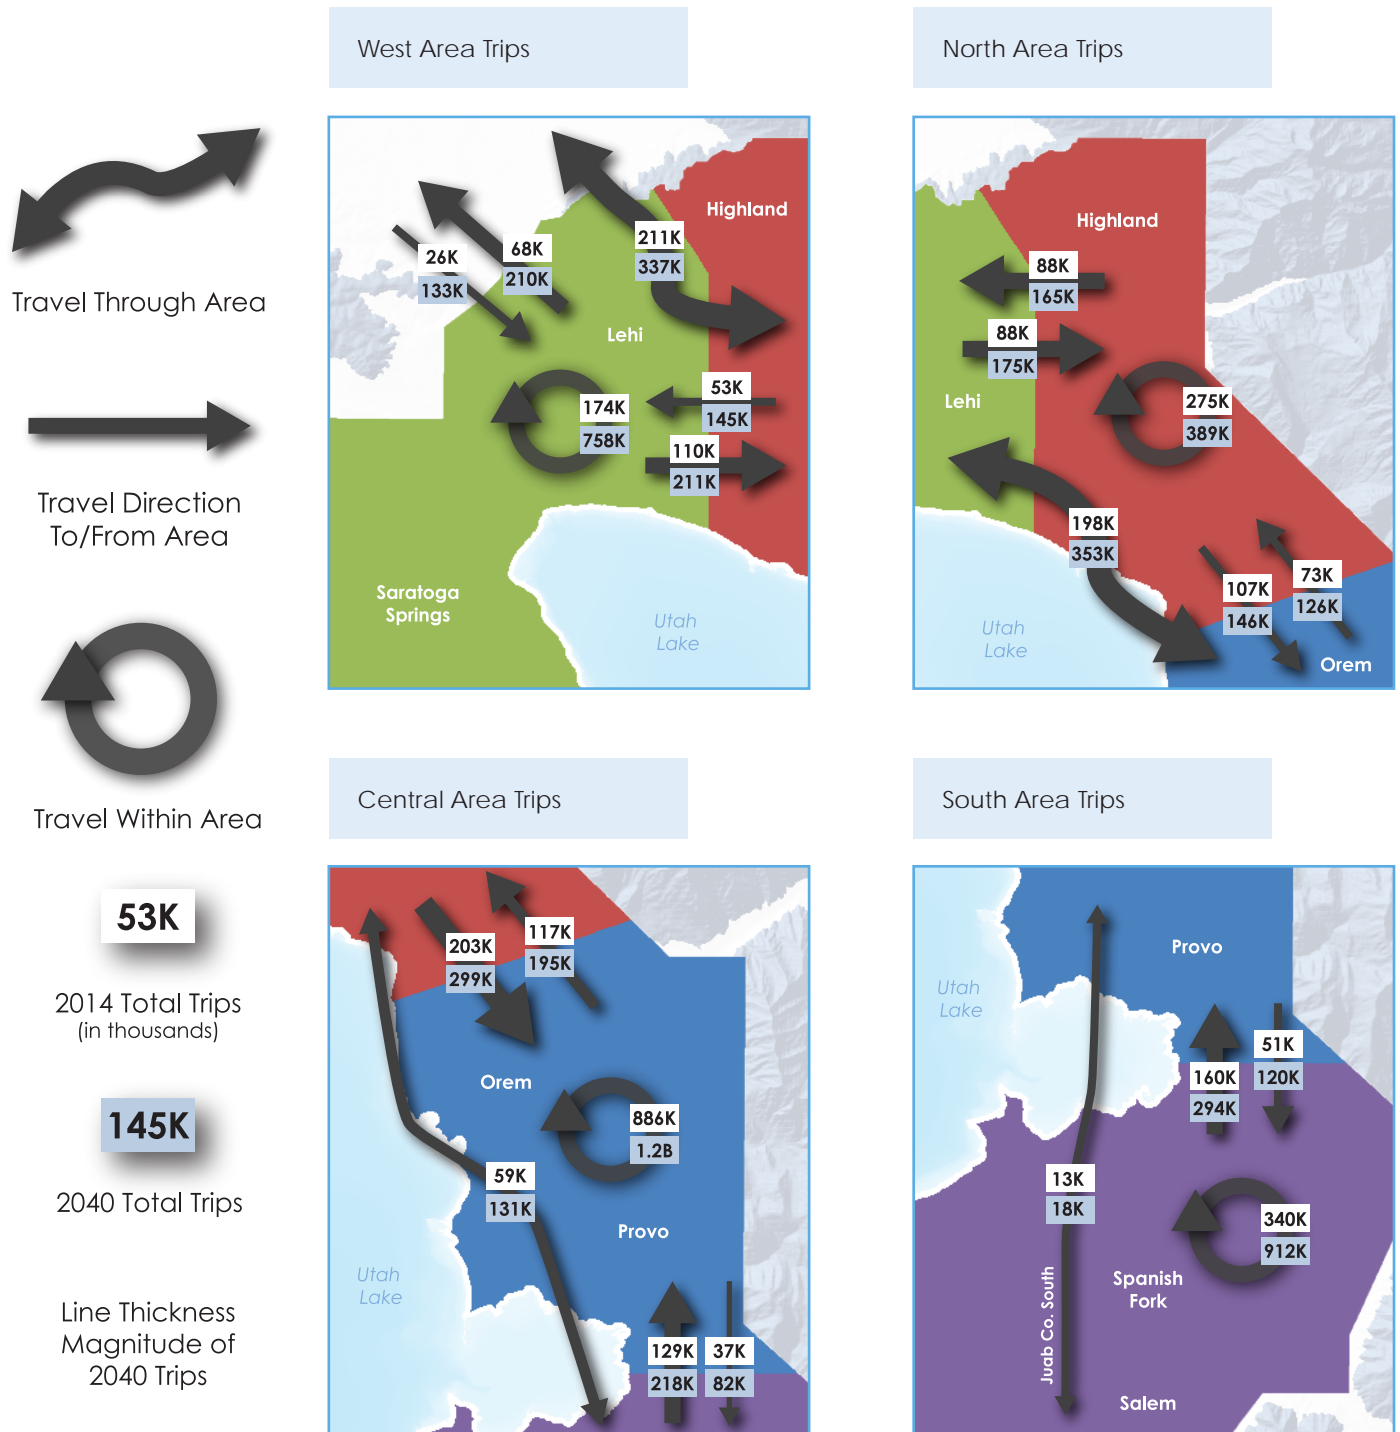 Travel Through Area
Travel Direction
To/From Area
Travel Within Area
53K
2014 Total Trips
(in thousands)
145K
2040 Total Trips
Line Thickness
Magnitude of
2040 Trips
West Area Trips
Highland
211K
337K
68K
210K
26K
133K
Lehi
53K
145K
174K
758K
110K
211K
Saratoga
Springs
Utah
Lake
North Area Trips
Highland
88K
165K
88K
175K
Lehi
275K
389K
198K
353K
73K
126K
107K
146K
Utah
Lake
Orem
Central Area Trips
117K
195K
203K
299K
Orem
886K
1.2B
59K
131K
Provo
Utah
Lake
129K
218K
37K
82K
South Area Trips
Provo
Utah
Lake
51K
120K
160K
294K
13K
18K
340K
912K
Spanish
Fork
Juab Co. South
Salem